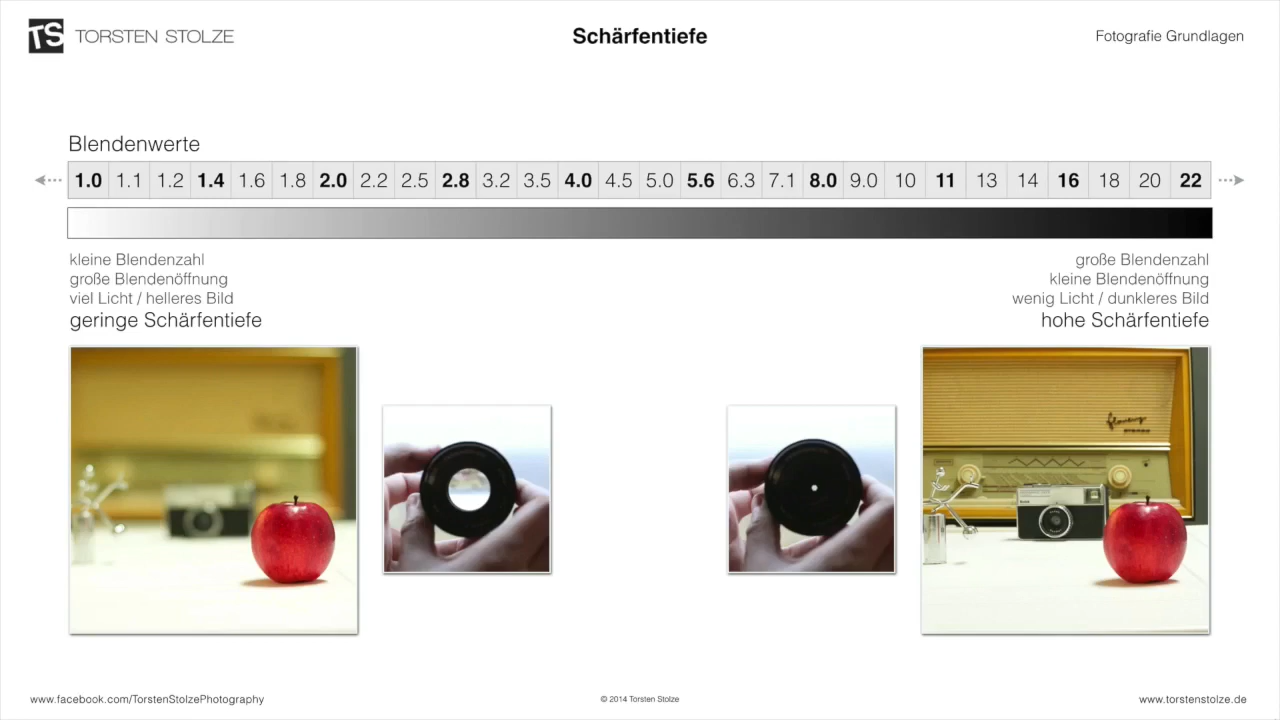 TS TORSTEN STOLZE
Schärfentiefe
Fotografie Grundlagen
Blendenwerte
1.0 1.1 1.2 1.4 1.6 1.8 2.0 2.2 2.5 2.8 3.2 3.5 4.0 4.5 5.0 5.6 6.3 7.1 8.0 9.0 10 11 13 14 16 18 20 22
kleine Blendenzahl
große Blendenöffnung
viel Licht / helleres Bild
geringe Schärfentiefe
große Blendenzahl
kleine Blendenöffnung
wenig Licht / dunkleres Bild
hohe Schärfentiefe
www.facebook.com/TorstenStolzePhotography
© 2014 Torsten Stolze
www.torstenstolze.de